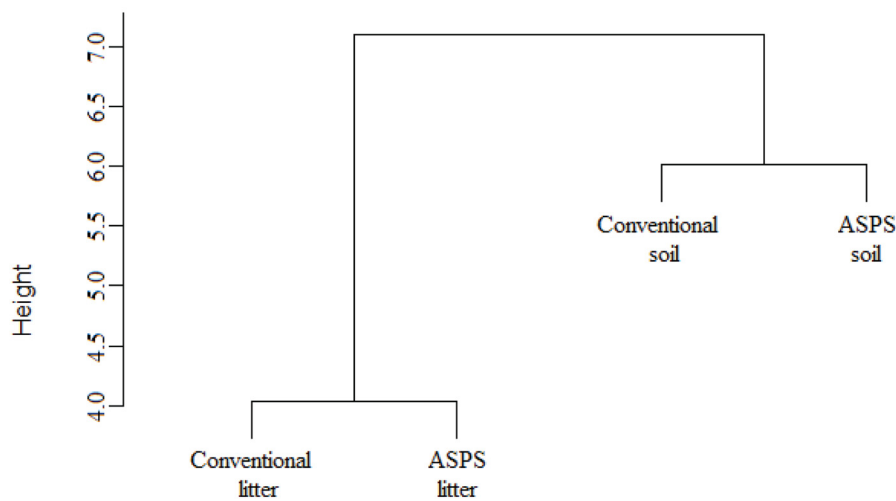 7.0
6.5
6.0
5.5
5.0
4.5
4.0
Height
Conventional
soil
ASPS
soil
Conventional
litter
ASPS
litter